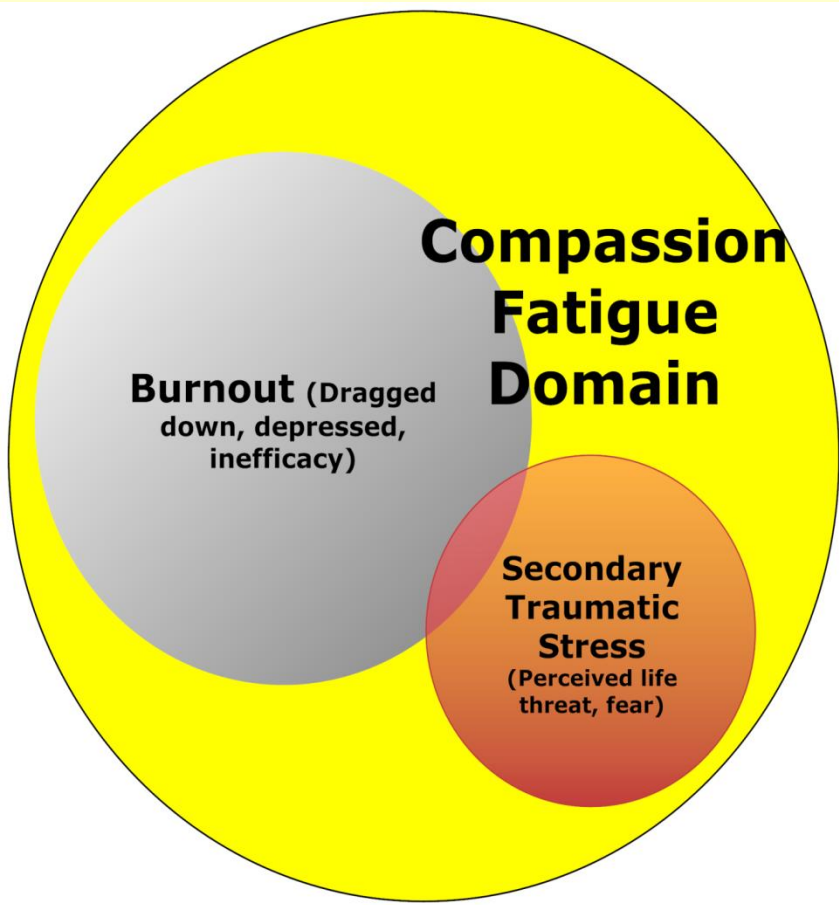 Compassion
Fatigue
Domain
Burnout (Dragged
down, depressed,
inefficacy)
Secondary
Traumatic
Stress
(Perceived life
threat, fear)